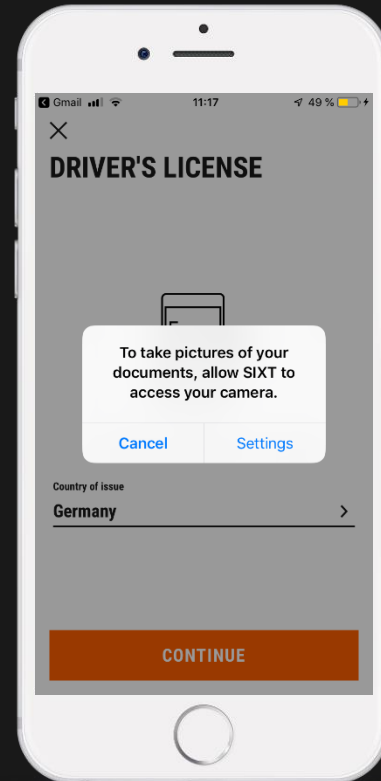 Gmail 11:17 49 %
DRIVER'S LICENSE
To take pictures of your
documents, allow SIXT to
access your camera.
Cancel Settings
Country of issue
Germany
CONTINUE